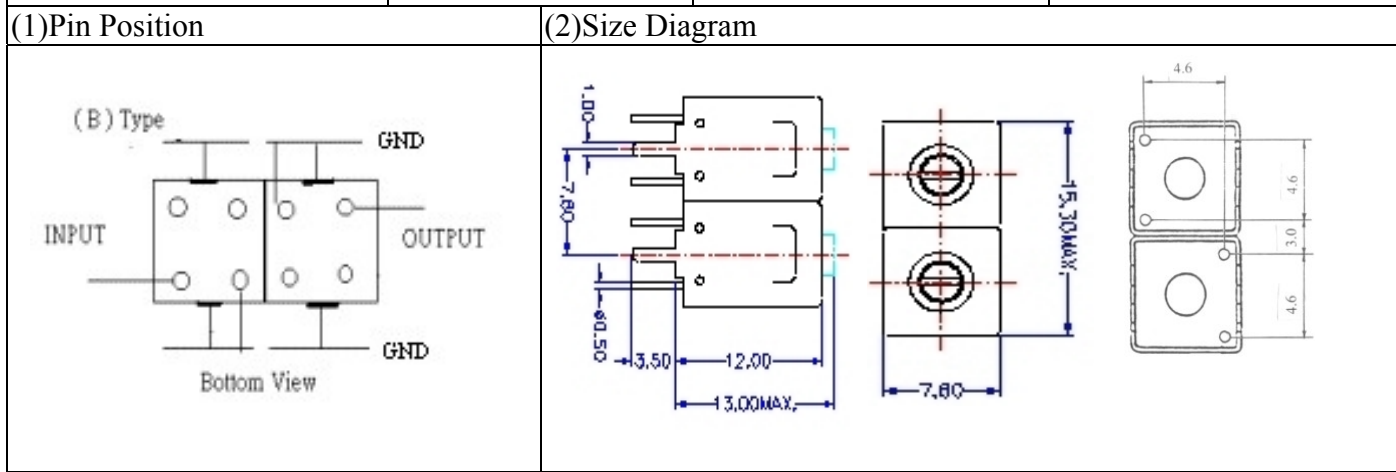 (1)Pin Position
(2)Size Diagram
(B) Type
GND
INPUT
OUTPUT
GND
Bottom View
1.00
7.60
ø0.50
3.50
12.00
13.00MAX.
15.30MAX.
7.60
4.6
4.6
3.0
4.6